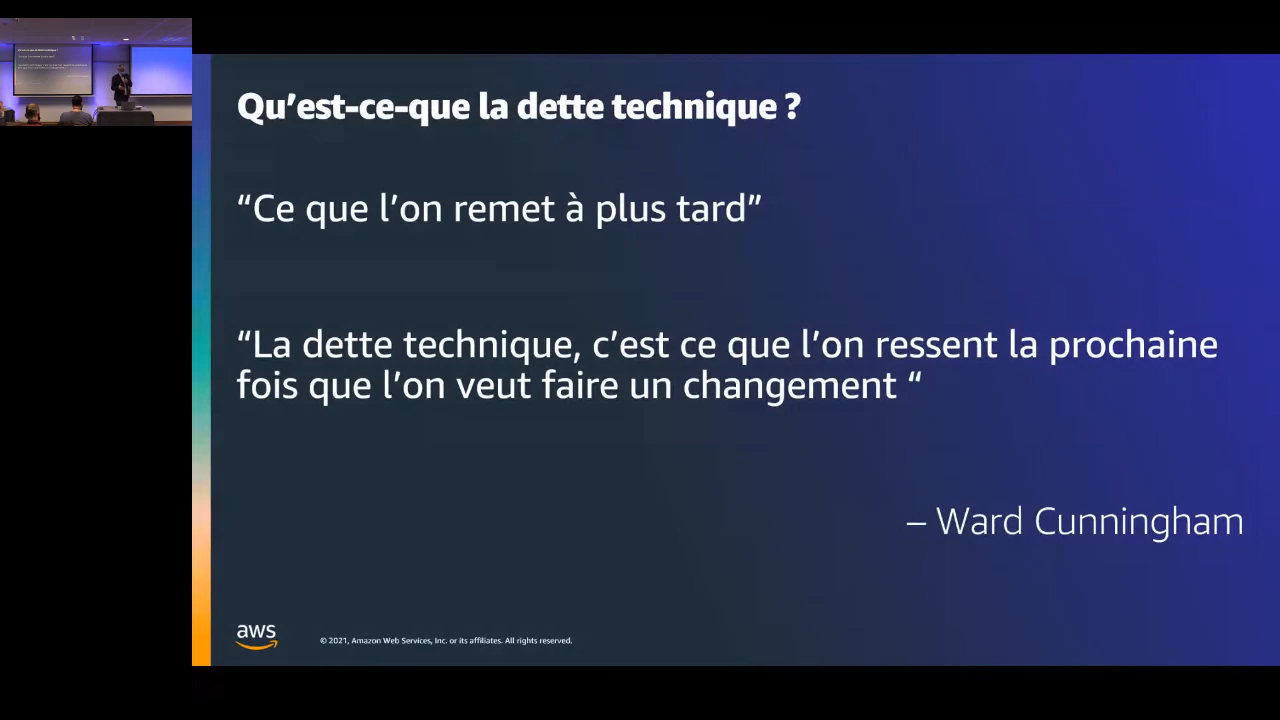 Qu’est-ce-que la dette technique ?
“Ce que l’on remet à plus tard”
“La dette technique, c’est ce que l’on ressent la prochaine
fois que l’on veut faire un changement “
– Ward Cunningham
aws
© 2021, Amazon Web Services, Inc. or its affiliates. All rights reserved.